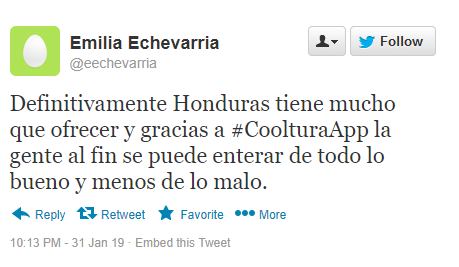 Emilia Echevarria
@eechevarria
Follow
Definitivamente Honduras tiene mucho
que ofrecer y gracias a #CoolturaApp la
gente al fin se puede enterar de todo lo
bueno y menos de lo malo.
Reply Retweet Favorite More
10:13 PM - 31 Jan 19 · Embed this Tweet